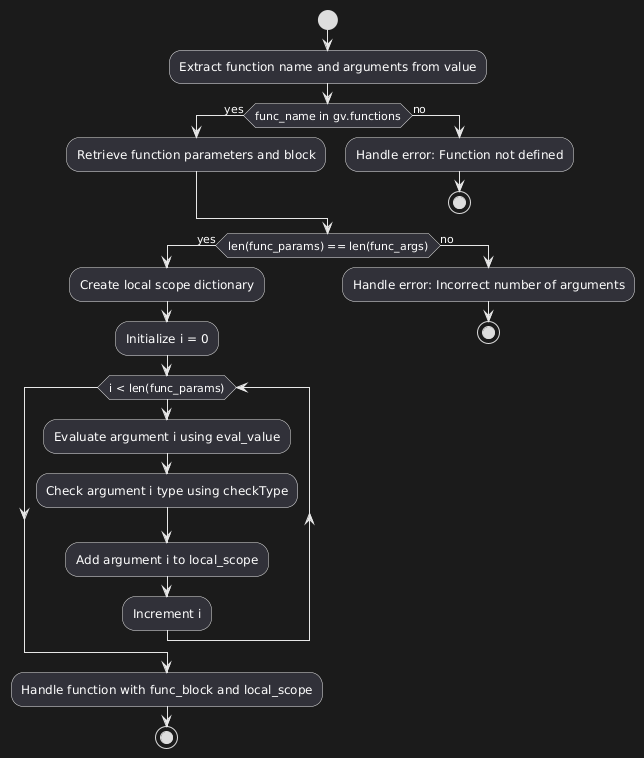 Extract function name and arguments from value
yes
func_name in gv.functions
no
Retrieve function parameters and block
Handle error: Function not defined
yes
len(func_params) == len(func_args)
no
Create local scope dictionary
Handle error: Incorrect number of arguments
Initialize i = 0
i < len(func_params)
Evaluate argument i using eval_value
Check argument i type using checkType
Add argument i to local_scope
Increment i
Handle function with func_block and local_scope